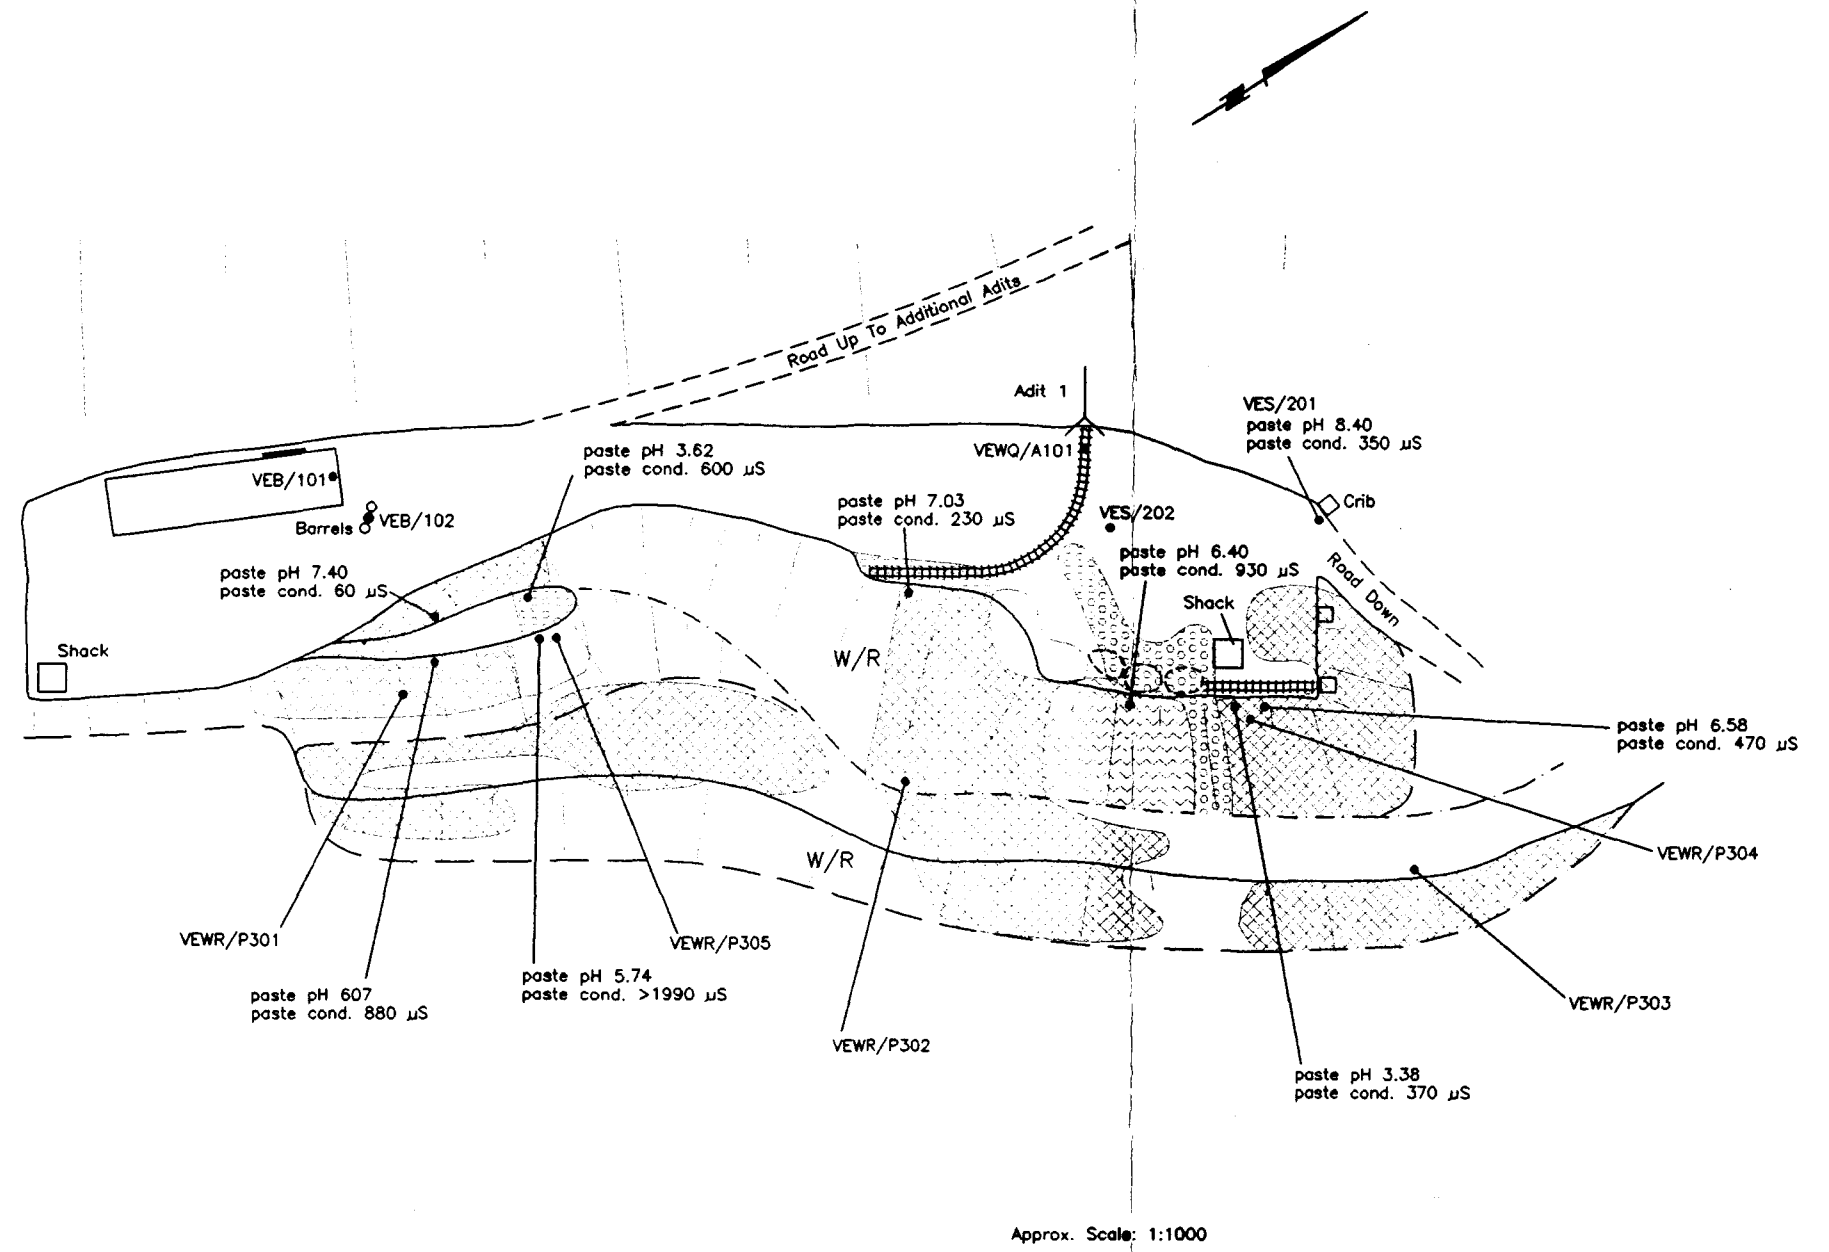 Road Up To Additional Adits
Adit 1
VES/201
paste pH 8.40
paste cond. 350 µS
VEWQ/A101
paste pH 3.62
paste cond. 600 µS
VEB/101
Barrels
VEB/102
paste pH 7.03
paste cond. 230 µS
Crib
VES/202
paste pH 6.40
paste cond. 930 µS
Road Down
paste pH 7.40
paste cond. 60 µS
Shack
Shack
W/R
paste pH 6.58
paste cond. 470 µS
W/R
VEWR/P304
VEWR/P301
VEWR/P305
paste pH 5.74
paste cond. >1990 µS
paste pH 607
paste cond. 880 µS
VEWR/P303
VEWR/P302
paste pH 3.38
paste cond. 370 µS
Approx. Scale: 1:1000